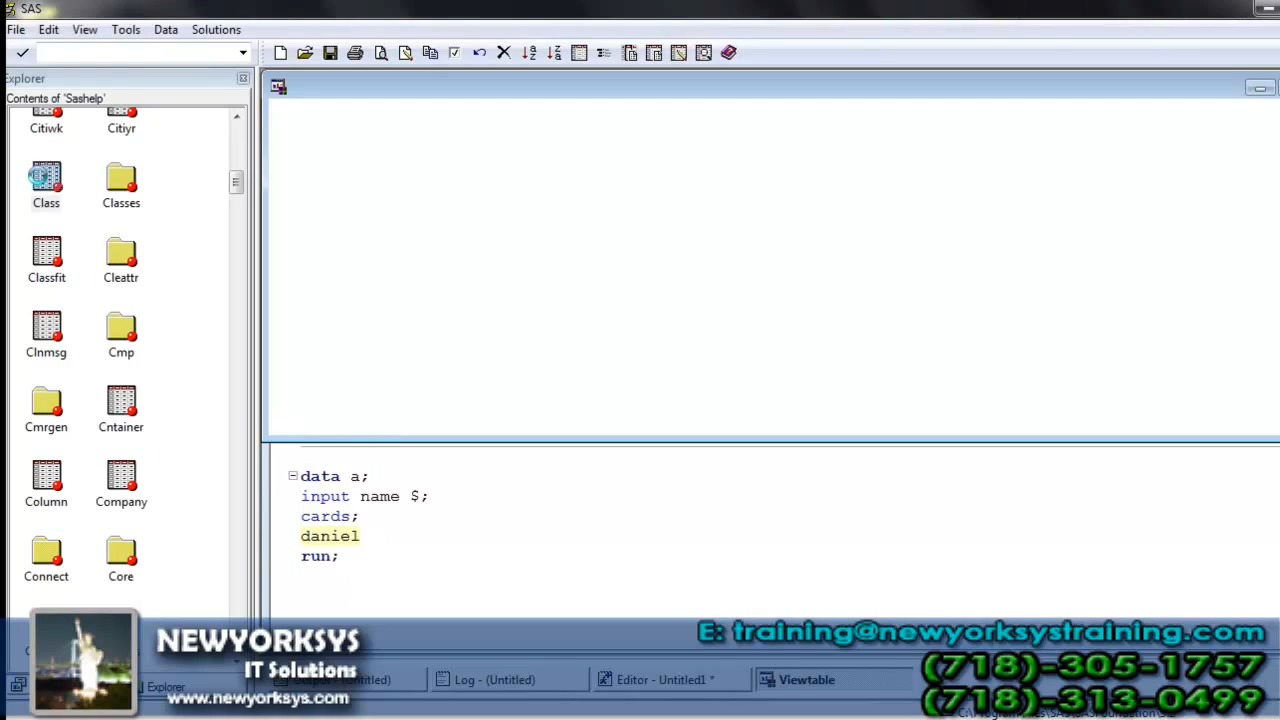 SAS
File Edit View Tools Data Solutions
Explorer
Contents of 'Sashelp'
Citiwk Citiyr
Class Classes
Classfit Cleattr
Clnmsg Cmp
Cmrgen Cntainer
Column Company
Connect Core
data a;
input name $;
cards;
daniel
run;
NEWYORKSYS
IT Solutions
www.newyorksys.com
E: training@newyorksystraining.com
(718)-305-1757
(718)-313-0499
Explorer
Log - (Untitled)
Editor - Untitled1 *
Viewtable